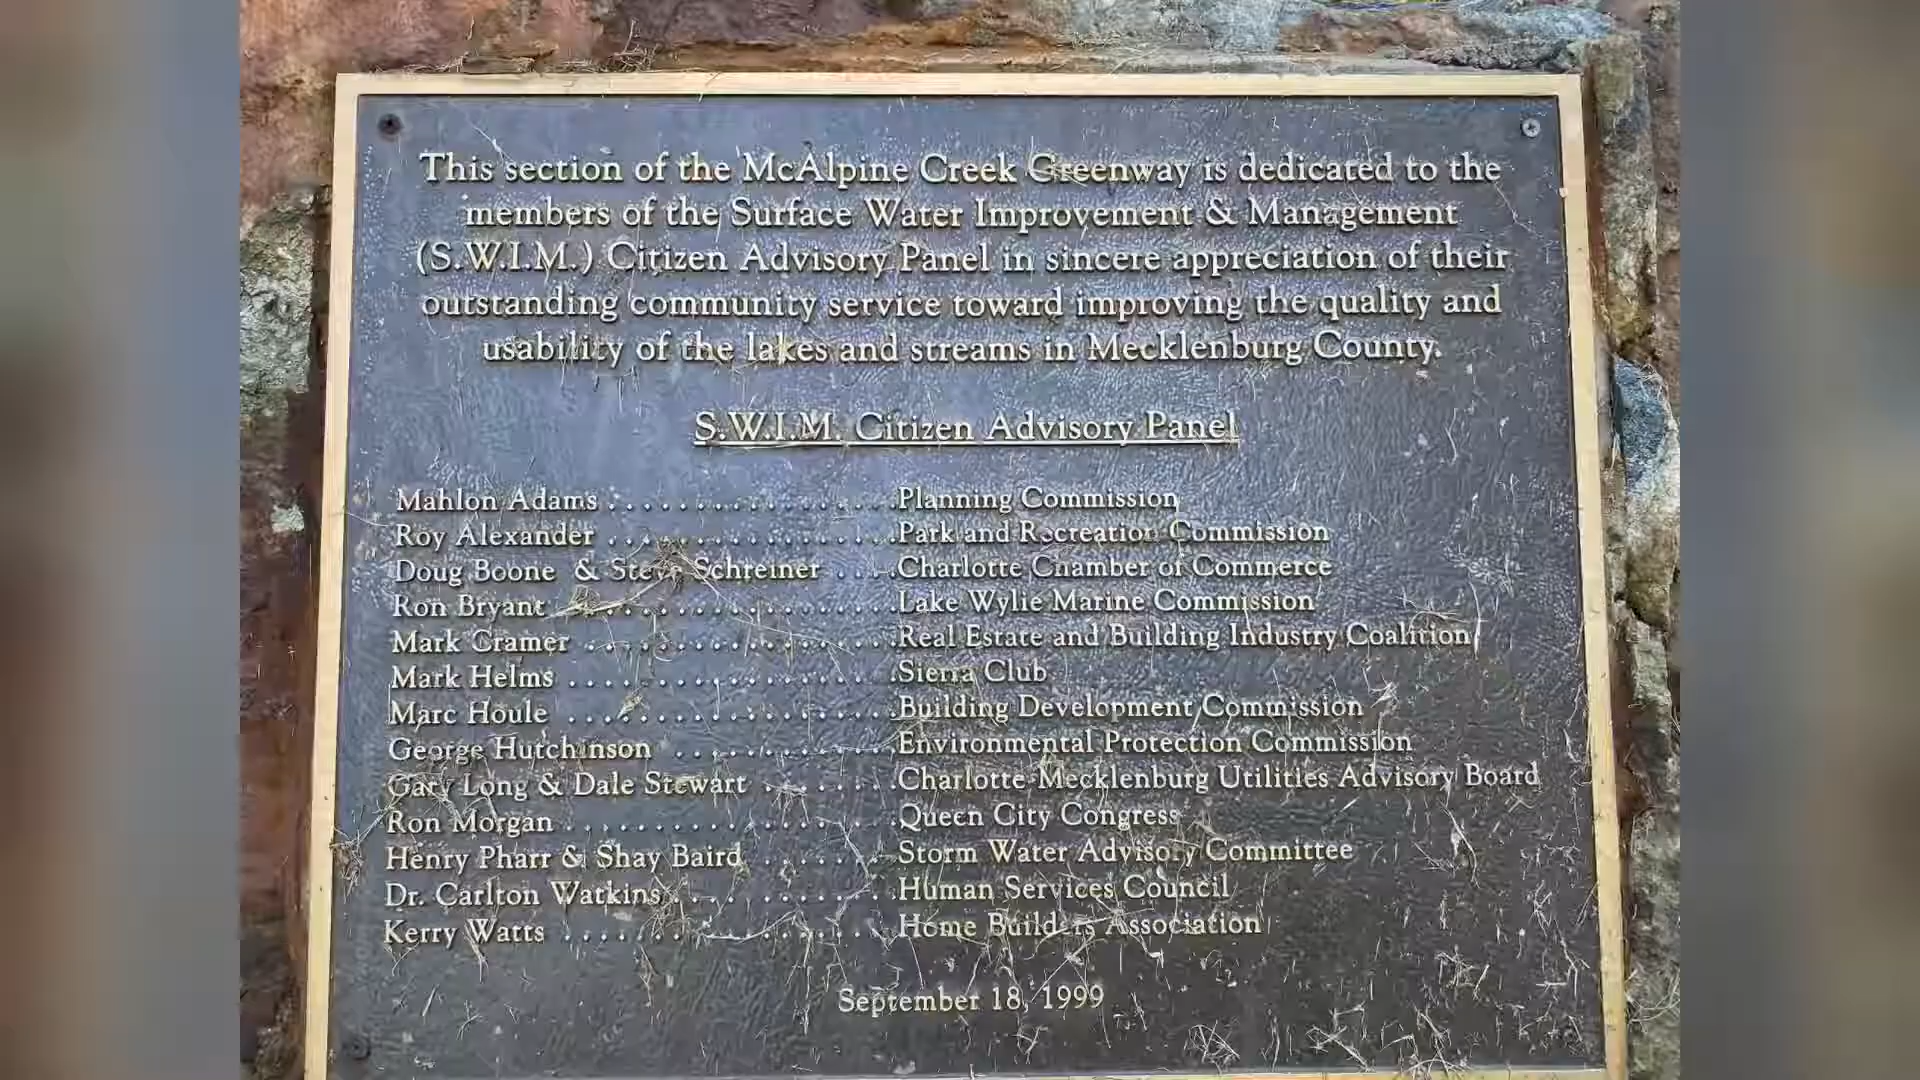 This section of the McAlpine Creek Greenway is dedicated to the
members of the Surface Water Improvement & Management
(S.W.I.M.) Citizen Advisory Panel in sincere appreciation of their
outstanding community service toward improving the quality and
usability of the lakes and streams in Mecklenburg County.
S.W.I.M. Citizen Advisory Panel
Mahlon Adams . . . . . . . . . . . . . . . . .Planning Commission
Roy Alexander . . . . . . . . . . . . . . . . .Park and Recreation Commission
Doug Boone & Steve Schreiner . . . .Charlotte Chamber of Commerce
Ron Bryant . . . . . . . . . . . . . . . . . . .Lake Wylie Marine Commission
Mark Cramer . . . . . . . . . . . . . . . . . .Real Estate and Building Industry Coalition
Mark Helms . . . . . . . . . . . . . . . . . . .Sierra Club
Marc Houle . . . . . . . . . . . . . . . . . . .Building Development Commission
George Hutchinson . . . . . . . . . . . . .Environmental Protection Commission
Gary Long & Dale Stewart . . . . . . . .Charlotte-Mecklenburg Utilities Advisory Board
Ron Morgan . . . . . . . . . . . . . . . . . . .Queen City Congress
Henry Pharr & Shay Baird . . . . . . . .Storm Water Advisory Committee
Dr. Carlton Watkins . . . . . . . . . . . . .Human Services Council
Kerry Watts . . . . . . . . . . . . . . . . . . .Home Builders Association
September 18, 1999